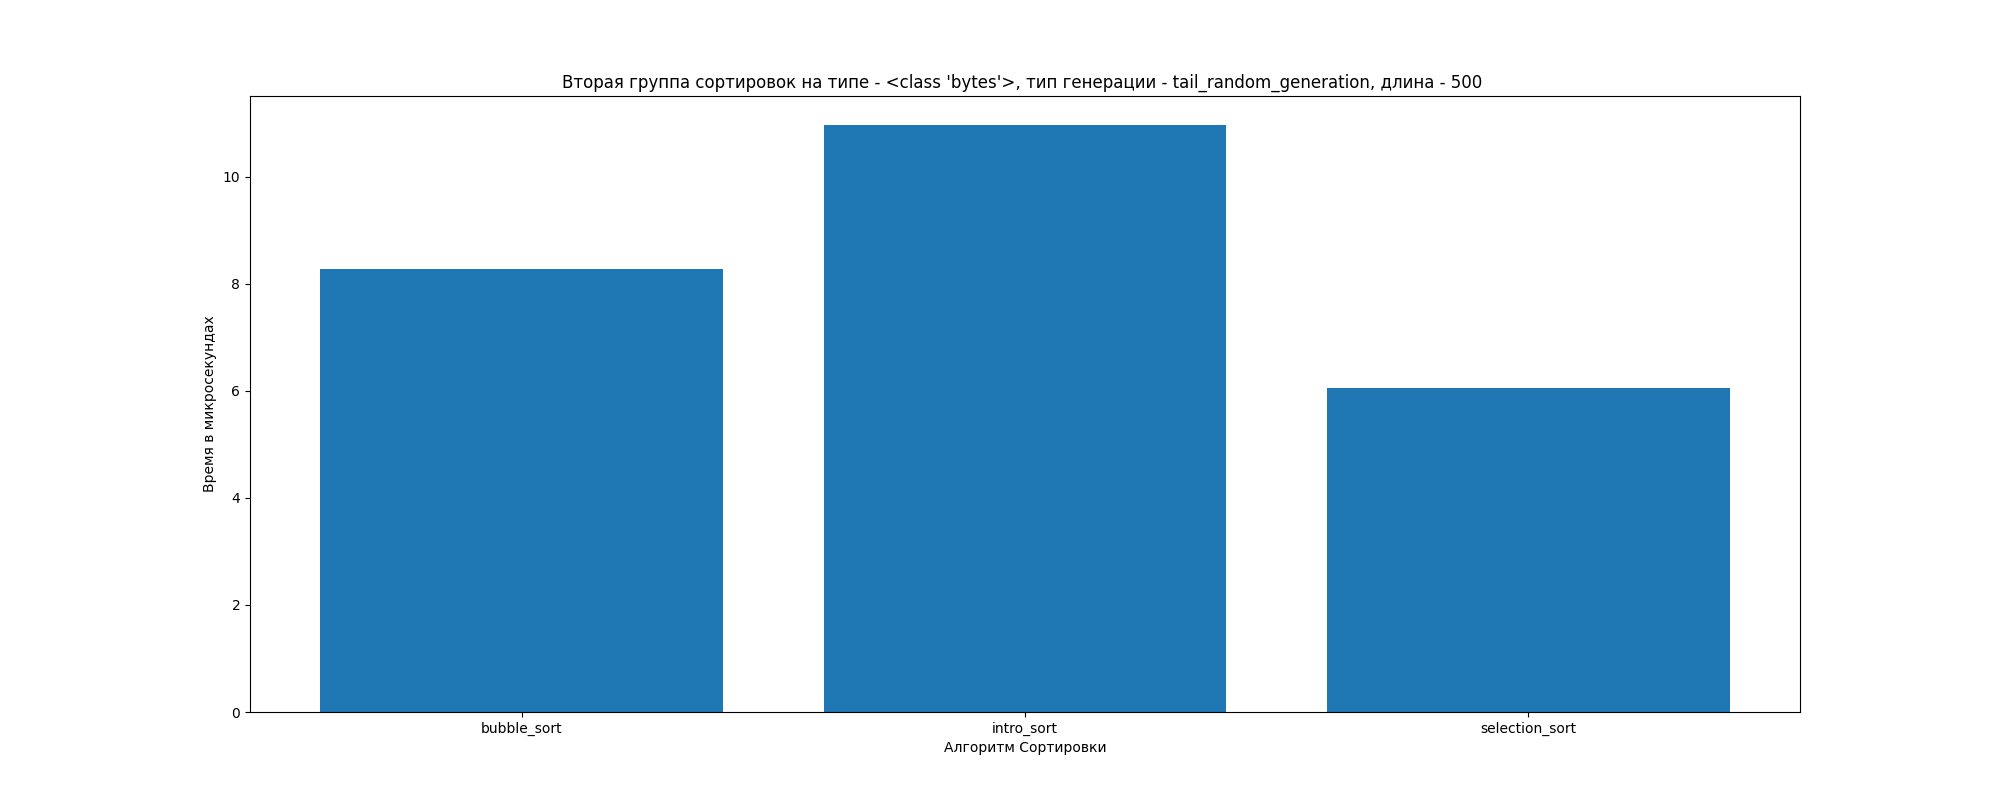 Вторая группа сортировок на типе - <class 'bytes'>, тип генерации - tail_random_generation, длина - 500
Время в микросекундах
10
8
6
4
2
0
bubble_sort
intro_sort
selection_sort
Алгоритм Сортировки